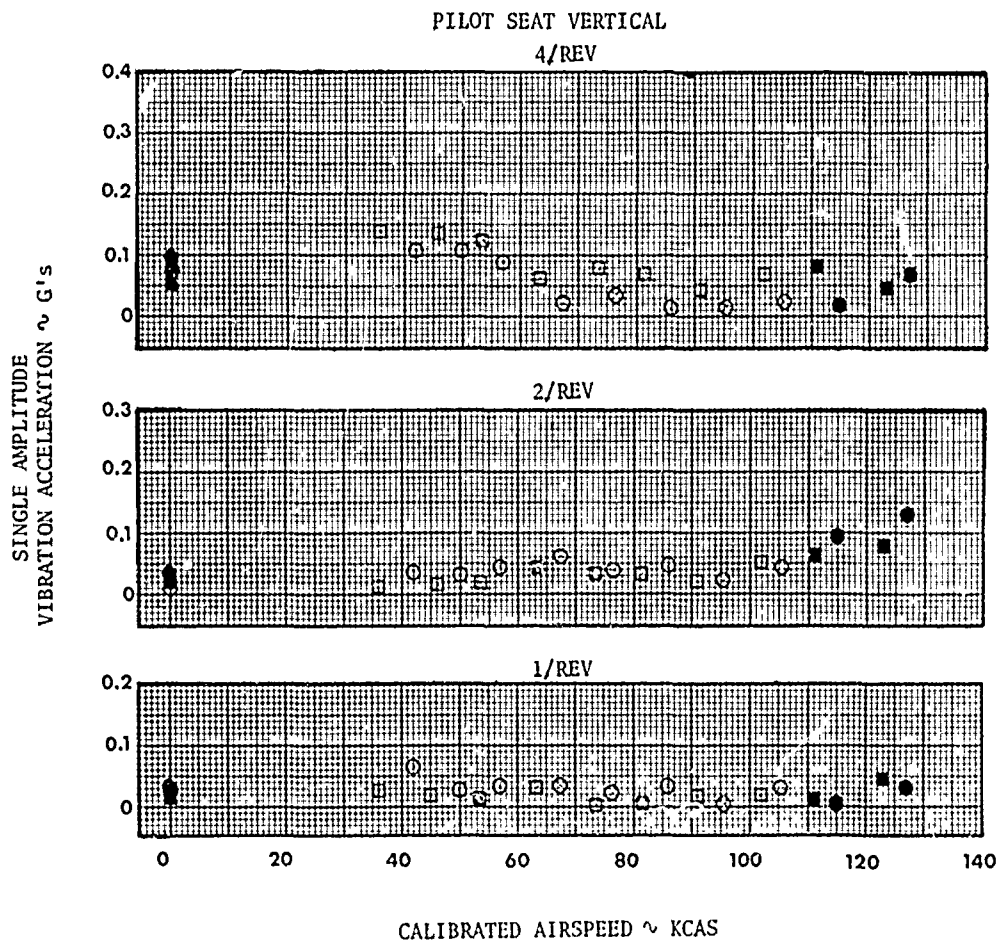 PILOT SEAT VERTICAL
4/REV
0.4
0.3
0.2
0.1
0
2/REV
0.3
0.2
0.1
0
1/REV
0.2
0.1
0
SINGLE AMPLITUDE
VIBRATION ACCELERATION ~ G's
0 20 40 60 80 100 120 140
CALIBRATED AIRSPEED ~ KCAS